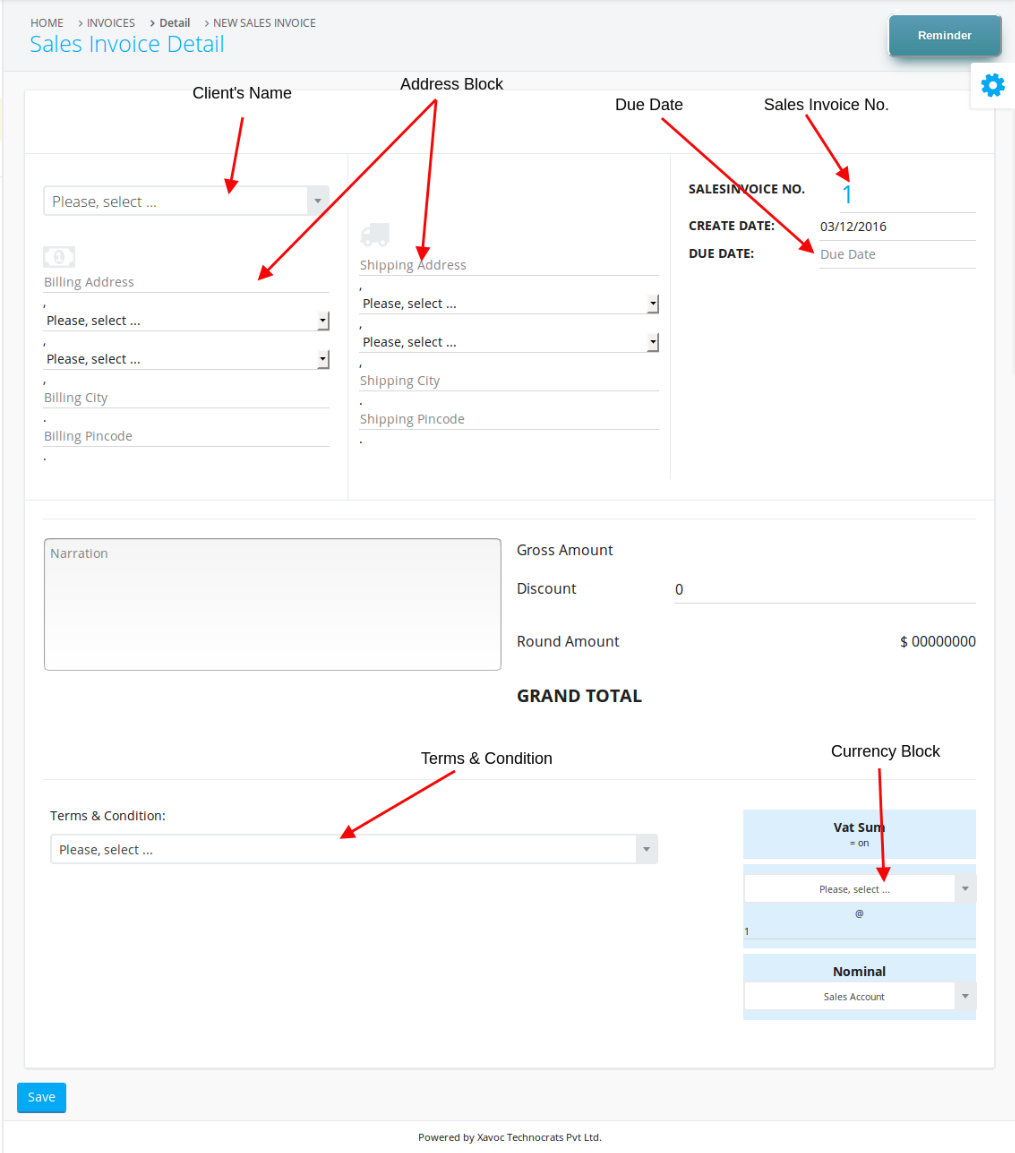 HOME > INVOICES > Detail > NEW SALES INVOICE
Sales Invoice Detail
Reminder
Client's Name
Address Block
Due Date
Sales Invoice No.
Please, select ...
SALESINVOICE NO.
1
CREATE DATE:
03/12/2016
DUE DATE:
Due Date
Billing Address
,
Please, select ...
,
Please, select ...
,
Billing City
.
Billing Pincode
.
Shipping Address
,
Please, select ...
,
Please, select ...
,
Shipping City
.
Shipping Pincode
.
Narration
Gross Amount
Discount
0
Round Amount
$ 00000000
GRAND TOTAL
Terms & Condition
Currency Block
Terms & Condition:
Please, select ...
Vat Sum
= on
Please, select ...
@
1
Nominal
Sales Account
Save
Powered by Xavoc Technocrats Pvt Ltd.